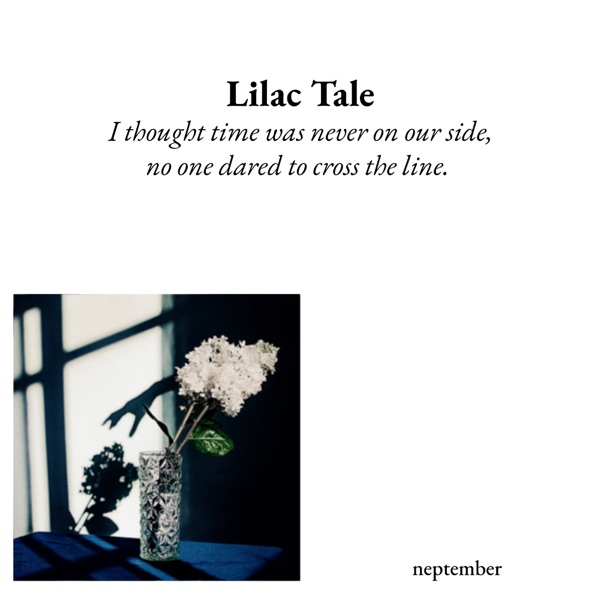 Lilac Tale
I thought time was never on our side,
no one dared to cross the line.
neptember